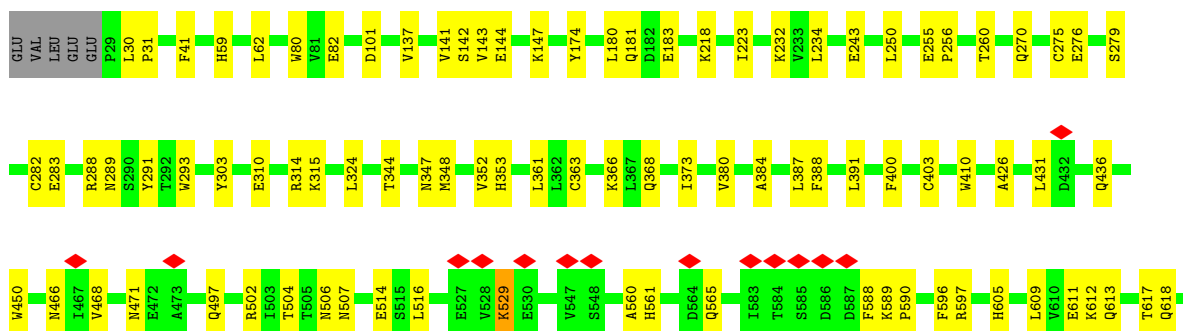 GLU VAL LEU GLU GLU P29 L30 P31 F41 H59 L62 W80 V81 E82 D101 V137 V141 S142 V143 E144 K147 Y174 L180 Q181 D182 E183 K218 I223 K232 V233 L234 E243 L250 E255 P256 T260 Q270 C275 E276 S279
C282 E283 R288 N289 S290 Y291 T292 W293 Y303 E310 R314 K315 L324 T344 N347 M348 V352 H353 L361 L362 C363 K366 L367 Q368 I373 V380 A384 L387 F388 L391 F400 C403 W410 A426 L431 D432 Q436
W450 N466 I467 V468 N471 E472 A473 Q497 R502 I503 T504 T505 N506 N507 E514 S515 L516 E527 V528 K529 E530 V547 S548 A560 H561 D564 Q565 I583 T584 S585 D586 D587 F588 K589 P590 F596 R597 H605 L609 V610 E611 K612 Q613 T617 Q618